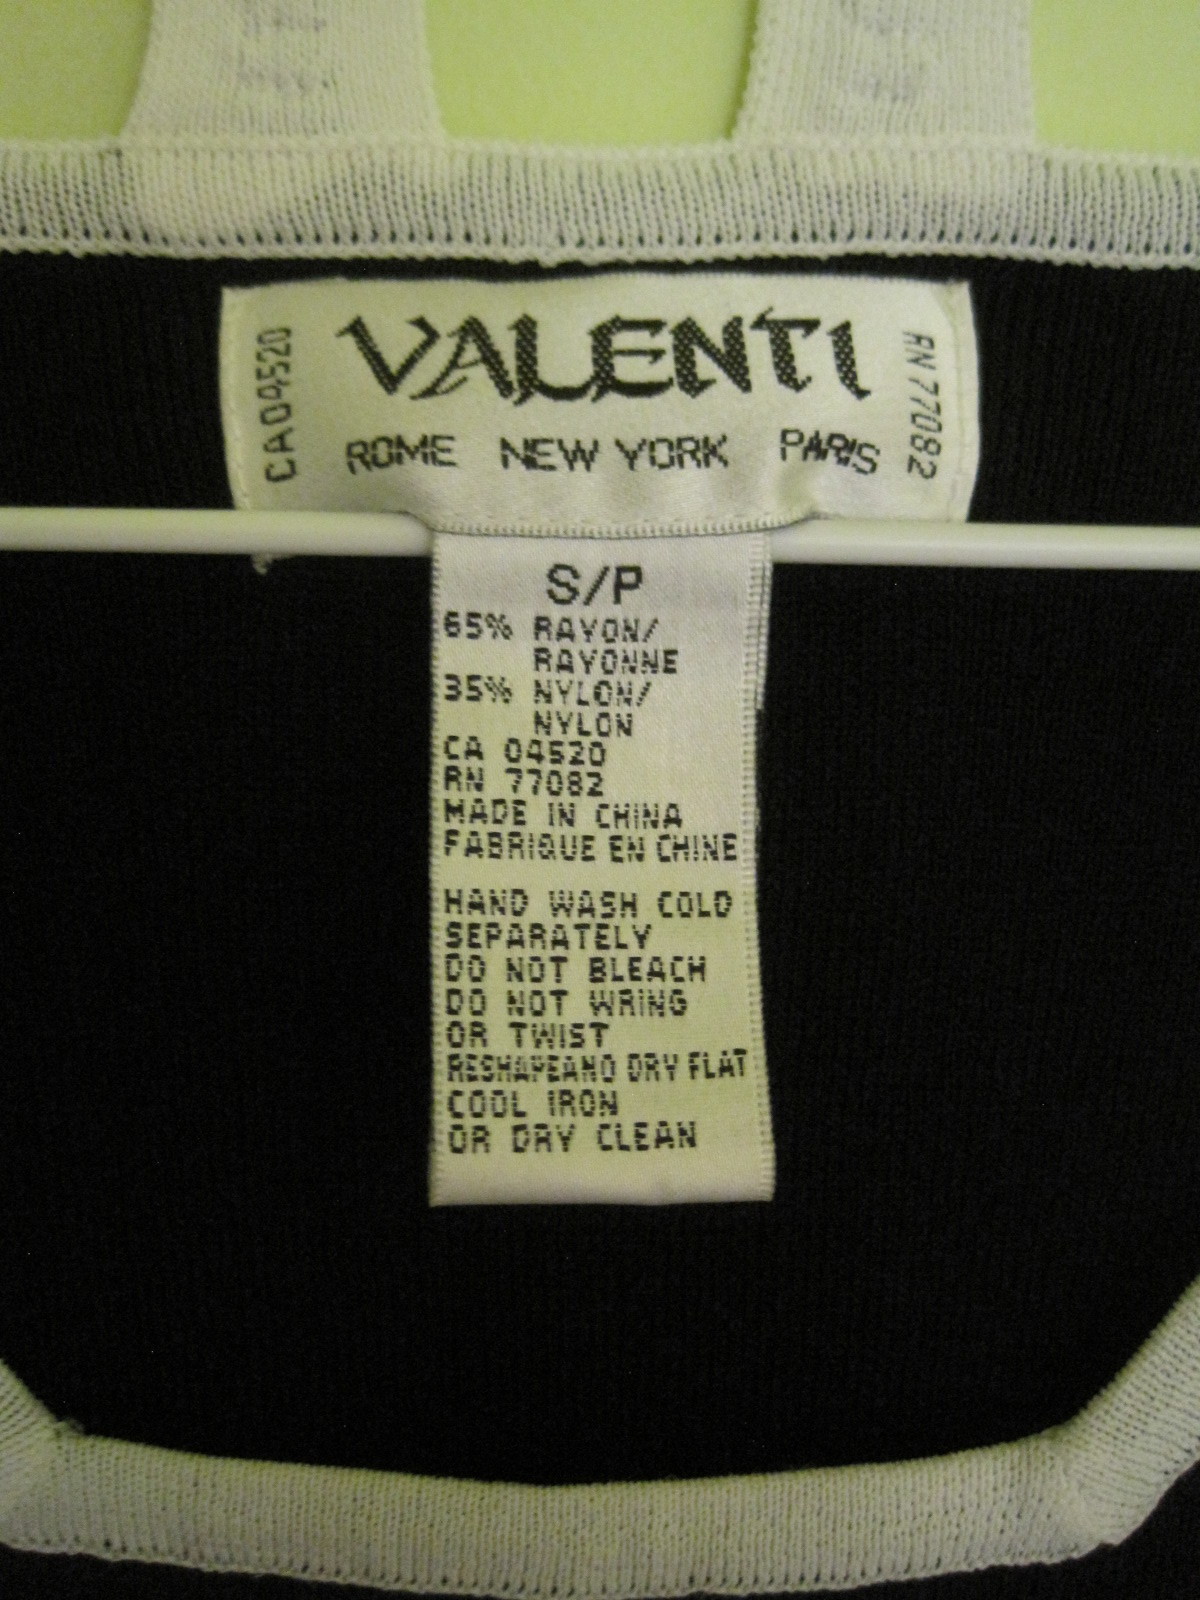 VALENTI
CA04520
ROME NEW YORK PARIS
RN77082
S/P
65% RAYON/
RAYONNE
35% NYLON/
NYLON
CA 04520
RN 77082
MADE IN CHINA
FABRIQUE EN CHINE
HAND WASH COLD
SEPARATELY
DO NOT BLEACH
DO NOT WRING
OR TWIST
RESHAPEAND DRY FLAT
COOL IRON
OR DRY CLEAN